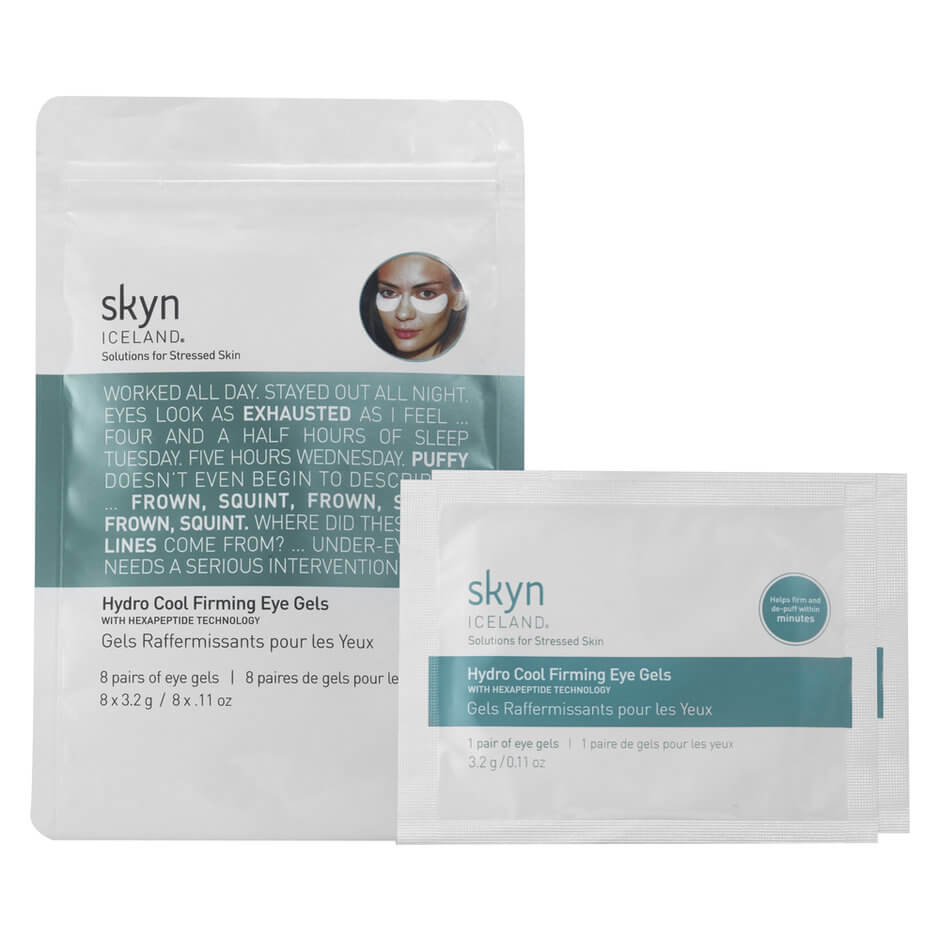 skyn
ICELAND®
Solutions for Stressed Skin
WORKED ALL DAY. STAYED OUT ALL NIGHT.
EYES LOOK AS EXHAUSTED AS I FEEL ...
FOUR AND A HALF HOURS OF SLEEP
TUESDAY. FIVE HOURS WEDNESDAY. PUFFY
DOESN'T EVEN BEGIN TO
... FROWN, SQUINT, FROWN,
FROWN, SQUINT. WHERE DID
LINES COME FROM? ...
NEEDS A SERIOUS INTERVENTION
Hydro Cool Firming Eye Gels
WITH HEXAPEPTIDE TECHNOLOGY
Gels Raffermissants pour les Yeux
8 pairs of eye gels | 8 paires de gels pour
8 x 3.2 g / 8 x .11 oz
skyn
ICELAND®
Solutions for Stressed Skin
Helps firm and
de-puff within
minutes
Hydro Cool Firming Eye Gels
WITH HEXAPEPTIDE TECHNOLOGY
Gels Raffermissants pour les Yeux
1 pair of eye gels | 1 paire de gels pour les yeux
3.2 g/0.11 oz